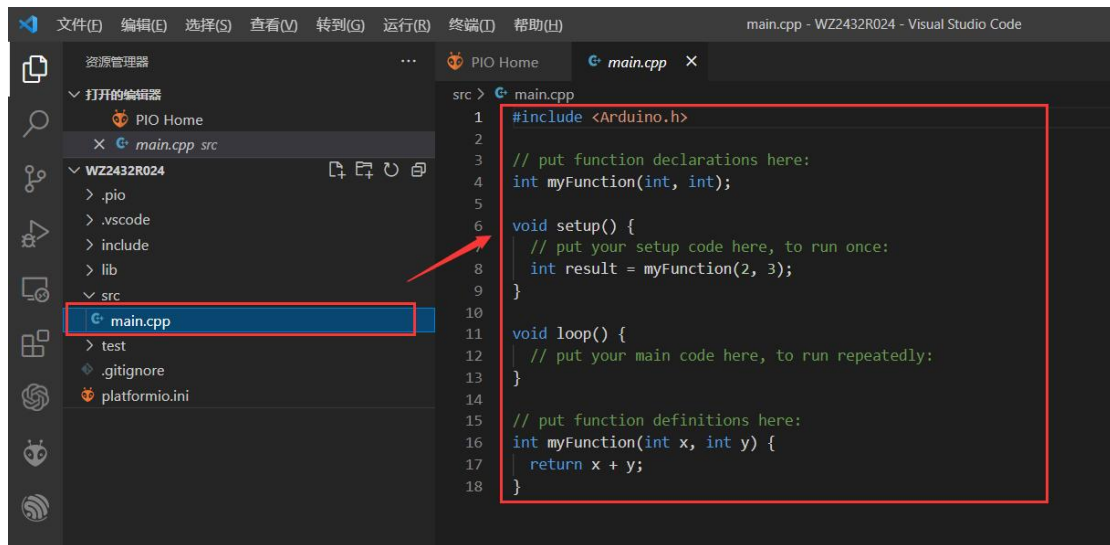 文件(F) 编辑(E) 选择(S) 查看(V) 转到(G) 运行(R) 终端(T) 帮助(H) main.cpp - WZ2432R024 - Visual Studio Code
资源管理器 ···
打开的编辑器
PIO Home
main.cpp src
WZ2432R024
.pio
.vscode
include
lib
src
main.cpp
test
.gitignore
platformio.ini
PIO Home main.cpp
src > main.cpp
1 #include <Arduino.h>
2
3 // put function declarations here:
4 int myFunction(int, int);
5
6 void setup() {
7 // put your setup code here, to run once:
8 int result = myFunction(2, 3);
9 }
10
11 void loop() {
12 // put your main code here, to run repeatedly:
13 }
14
15 // put function definitions here:
16 int myFunction(int x, int y) {
17 return x + y;
18 }